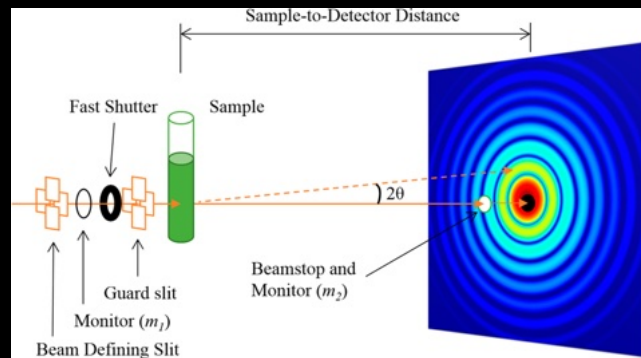 Sample-to-Detector Distance
Fast Shutter
Sample
2θ
Beamstop and
Monitor (m₂)
Guard slit
Monitor (m₁)
Beam Defining Slit